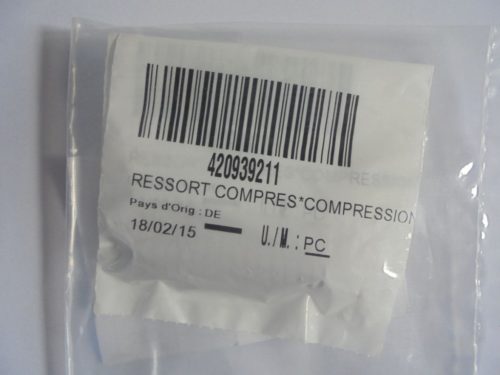 420939211
RESSORT COMPRES*COMPRESSION
Pays d'Orig : DE
18/02/15 U./M. : PC